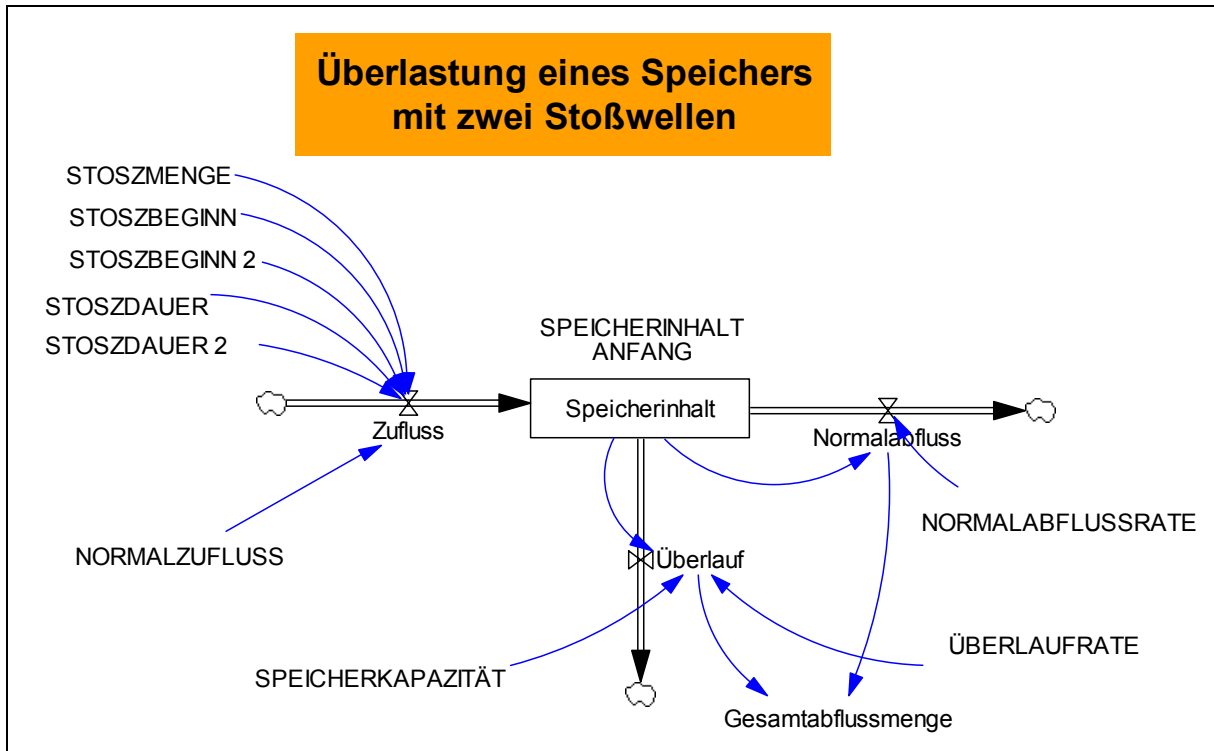 Überlastung eines Speichers
mit zwei Stoßwellen
STOSZMENGE
STOSZBEGINN
STOSZBEGINN 2
STOSZDAUER
STOSZDAUER 2
SPEICHERINHALT
ANFANG
Speicherinhalt
Zufluss
Normalabfluss
NORMALZUFLUSS
NORMALABFLUSSRATE
Überlauf
SPEICHERKAPAZITÄT
ÜBERLAUFRATE
Gesamtabflussmenge